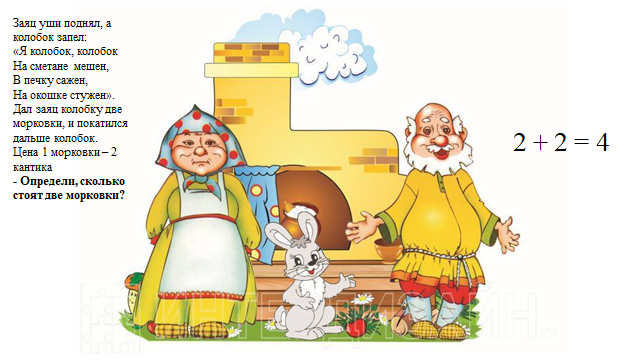 Заяц уши поднял, а
колобок запел:
«Я колобок, колобок
На сметане мешен,
В печку сажен,
На окошке стужен».
Дал заяц колобку две
морковки, и покатился
дальше колобок.
Цена 1 морковки – 2
кантика
- Определи, сколько
стоят две морковки?
2 + 2 = 4